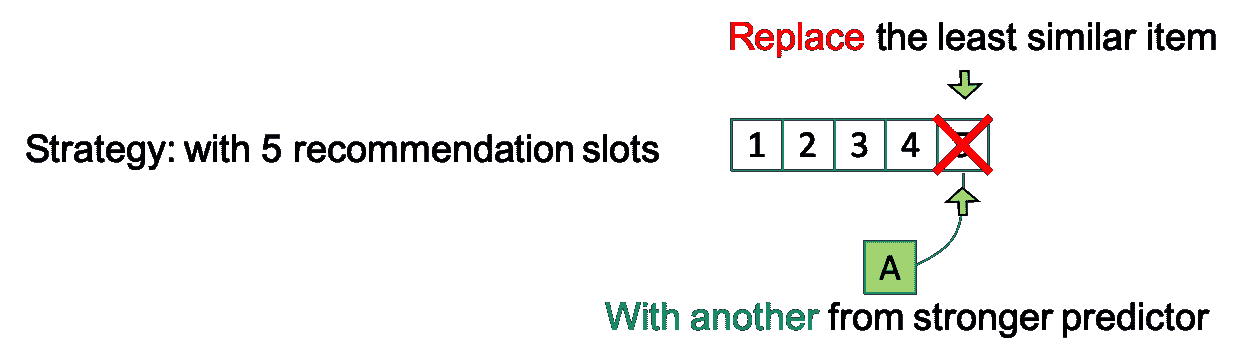 Replace the least similar item
Strategy: with 5 recommendation slots
1 2 3 4 5
A
With another from stronger predictor